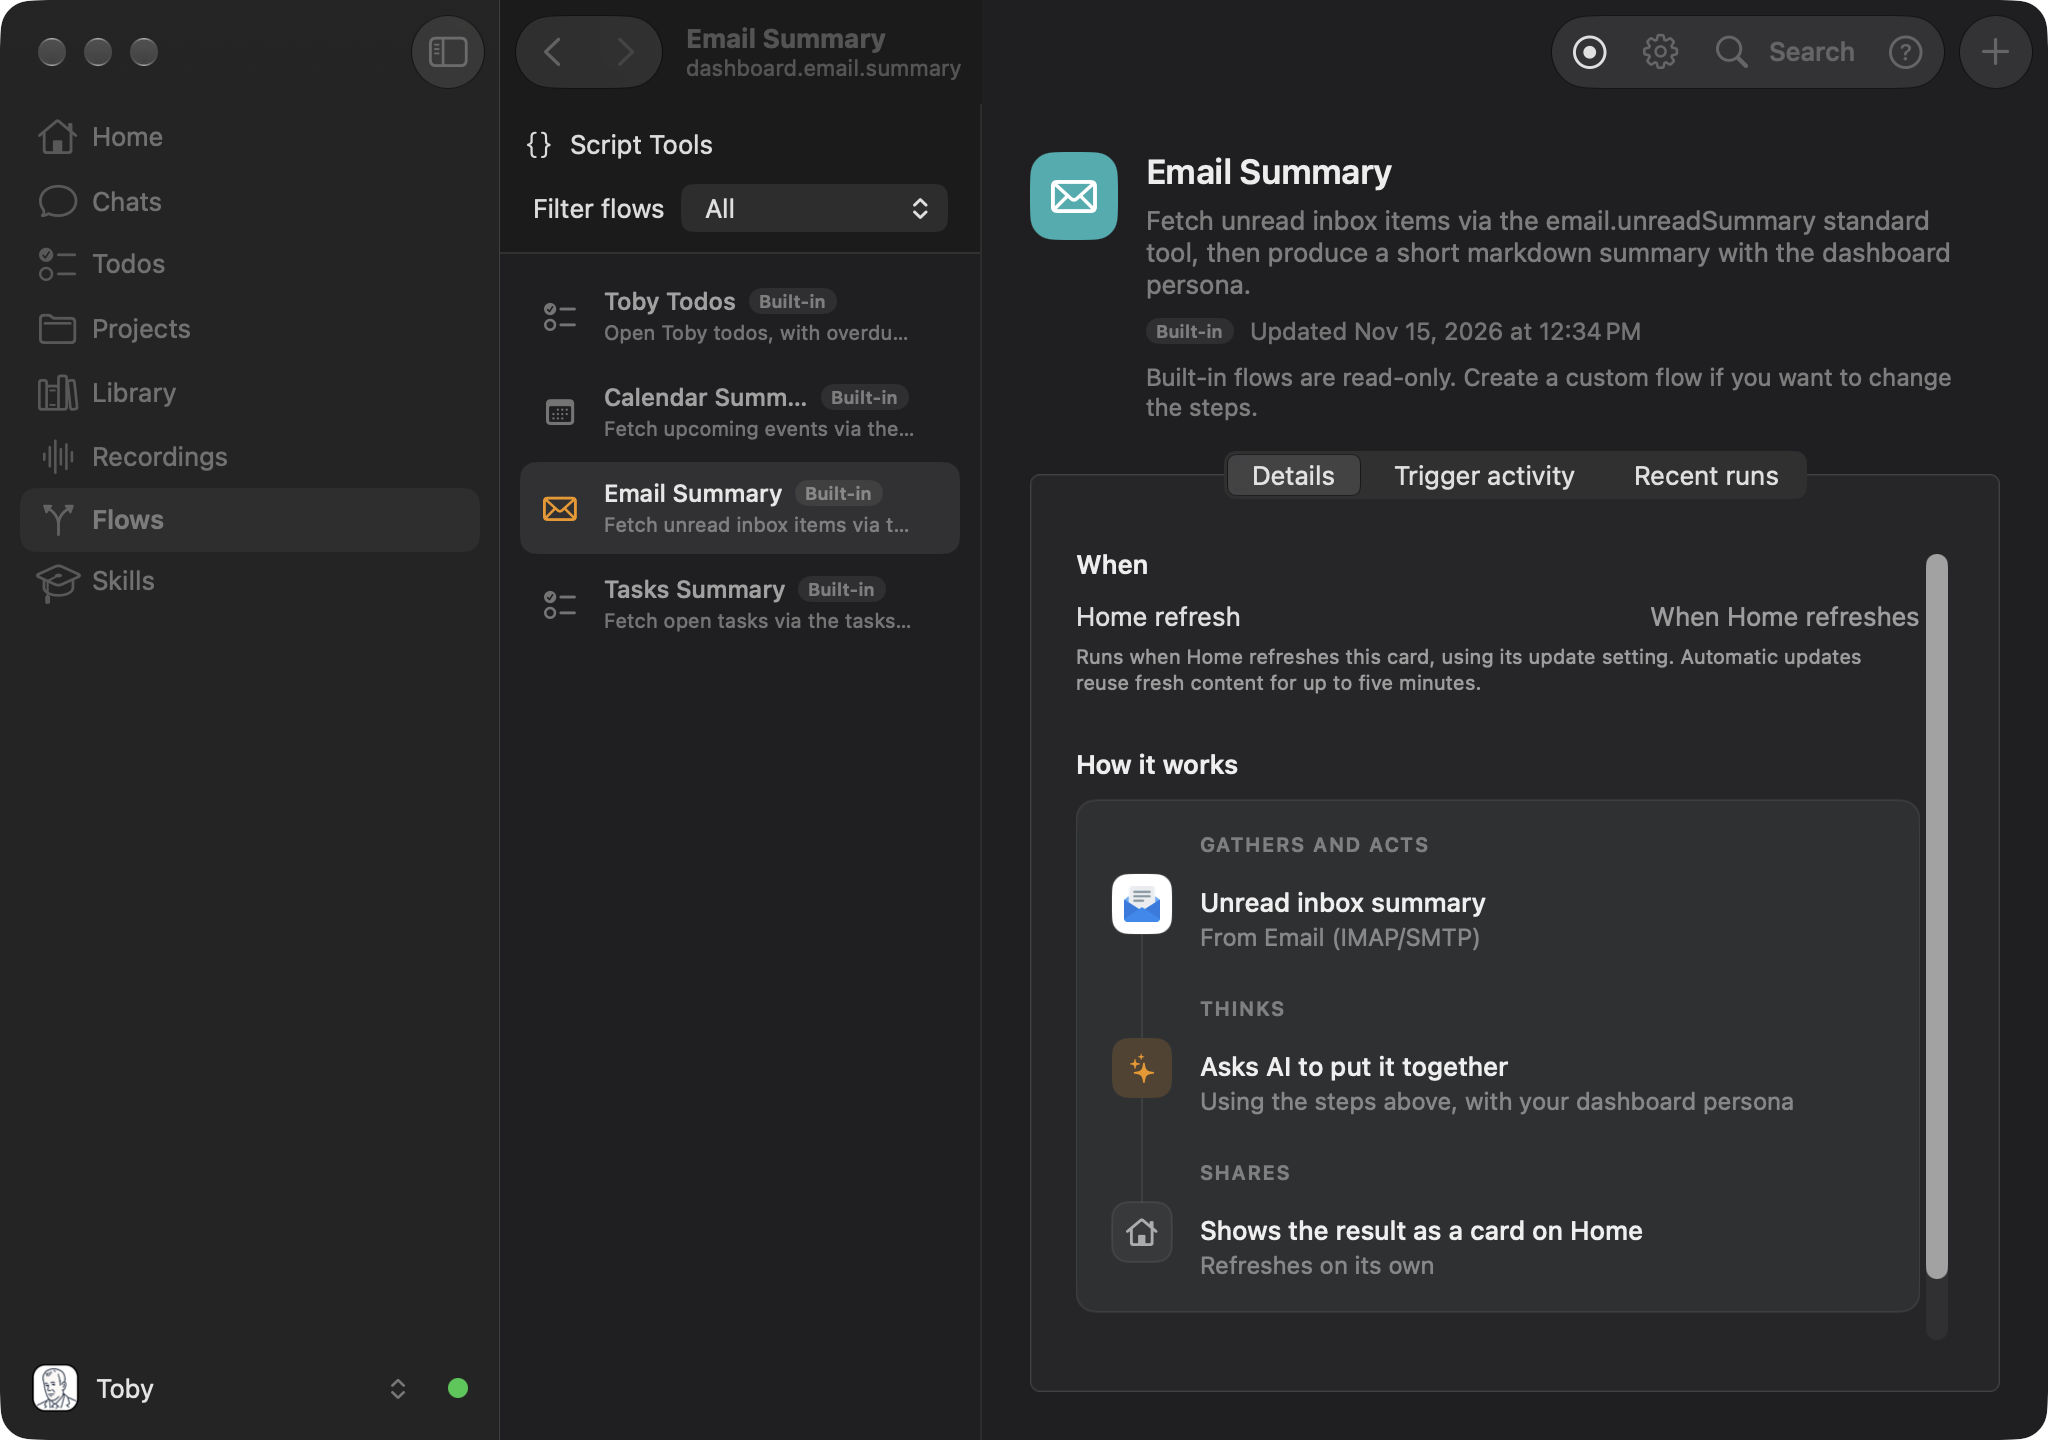 Home
Chats
Todos
Projects
Library
Recordings
Flows
Skills
Toby
Email Summary
dashboard.email.summary
{} Script Tools
Filter flows All
Toby Todos Built-in
Open Toby todos, with overdu...
Calendar Summ... Built-in
Fetch upcoming events via the...
Email Summary Built-in
Fetch unread inbox items via t...
Tasks Summary Built-in
Fetch open tasks via the tasks...
Search
Email Summary
Fetch unread inbox items via the email.unreadSummary standard
tool, then produce a short markdown summary with the dashboard
persona.
Built-in Updated Nov 15, 2026 at 12:34 PM
Built-in flows are read-only. Create a custom flow if you want to change
the steps.
Details Trigger activity Recent runs
When
Home refresh When Home refreshes
Runs when Home refreshes this card, using its update setting. Automatic updates
reuse fresh content for up to five minutes.
How it works
GATHERS AND ACTS
Unread inbox summary
From Email (IMAP/SMTP)
THINKS
Asks AI to put it together
Using the steps above, with your dashboard persona
SHARES
Shows the result as a card on Home
Refreshes on its own